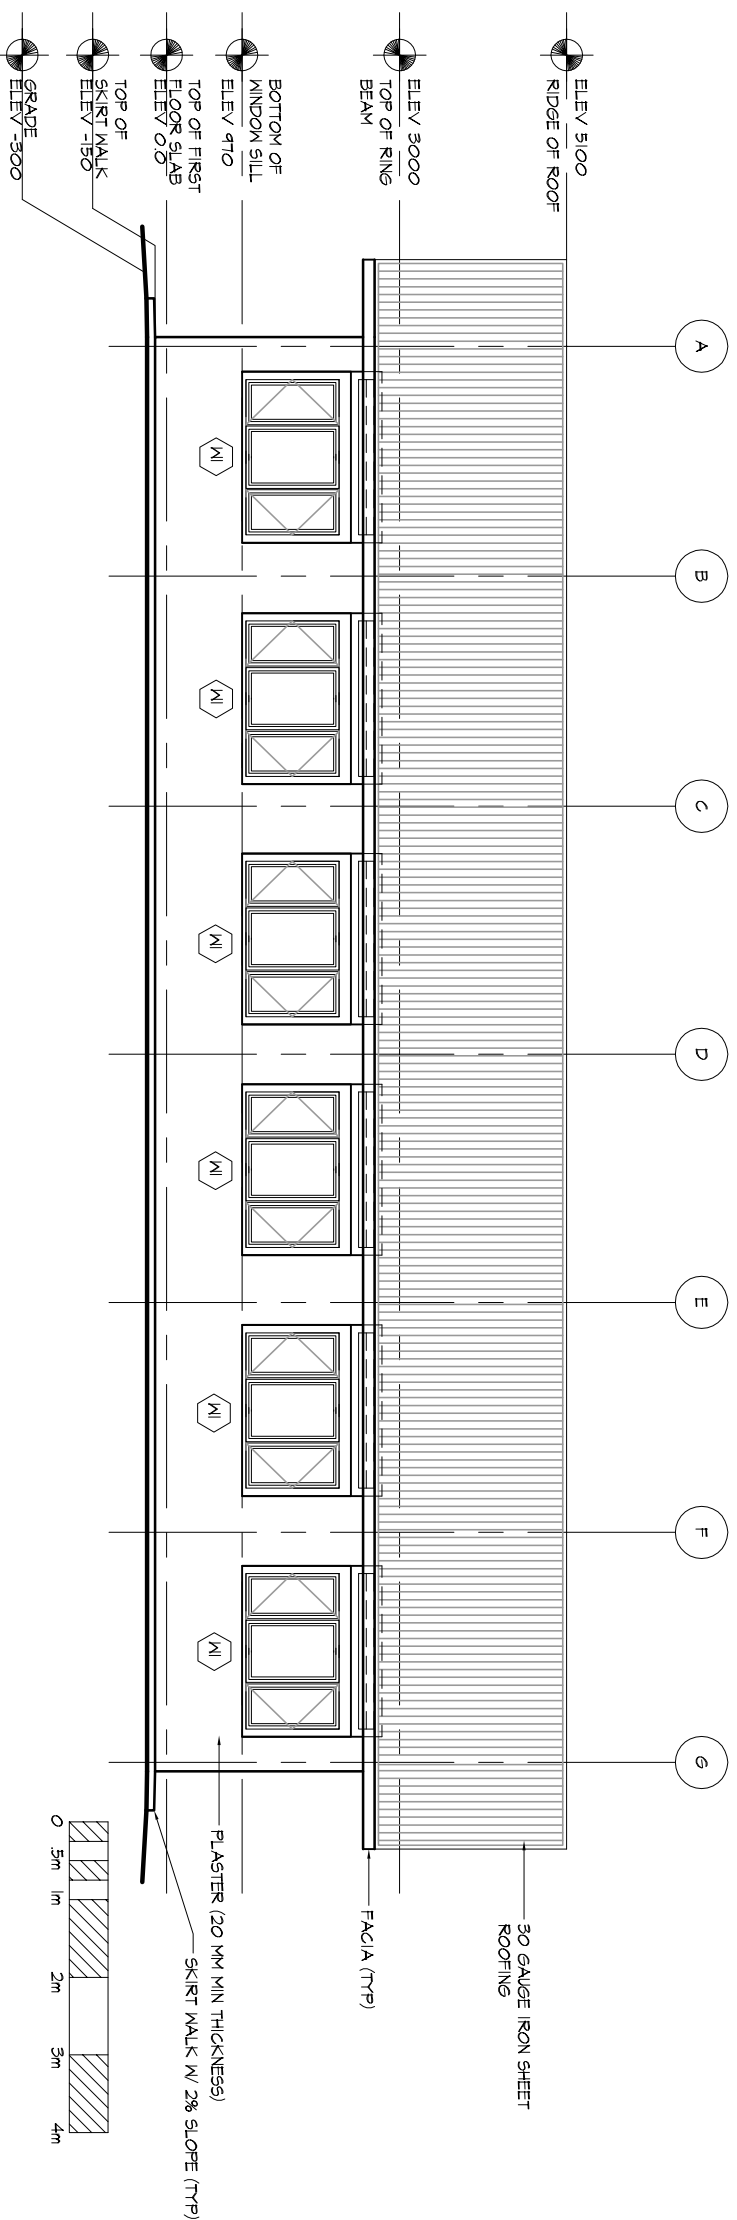 A
B
C
D
E
F
G
ELEV 5100
RIDGE OF ROOF
ELEV 3000
TOP OF RING
BEAM
BOTTOM OF
WINDOW SILL
ELEV 970
TOP OF FIRST
FLOOR SLAB
ELEV 0.0
TOP OF
SKIRT WALK
ELEV -150
GRADE
ELEV -300
W1
W1
W1
W1
W1
W1
30 GAUGE IRON SHEET
ROOFING
FACIA (TYP)
PLASTER (20 MM MIN THICKNESS)
SKIRT WALK W/ 2% SLOPE (TYP)
0 .5m 1m 2m 3m 4m